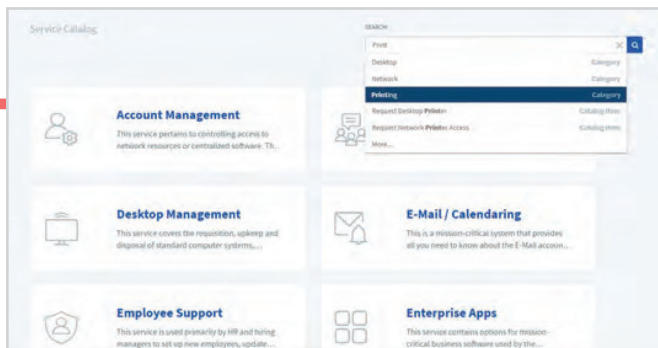 Service Catalog
SEARCH
Print
Desktop Category
Network Category
Printing Category
Request Desktop Printer Catalog Item
Request Network Printer Access Catalog Item
More...
Account Management
This service pertains to controlling access to
network resources or centralized software. Th...
Desktop Management
This service covers the requisition, upkeep and
disposal of standard computer systems,...
E-Mail / Calendaring
This is a mission-critical system that provides
all you need to know about the E-Mail accoun...
Employee Support
This service is used primarily by HR and hiring
managers to set up new employees, update...
Enterprise Apps
This service contains options for mission-
critical business software used by the...